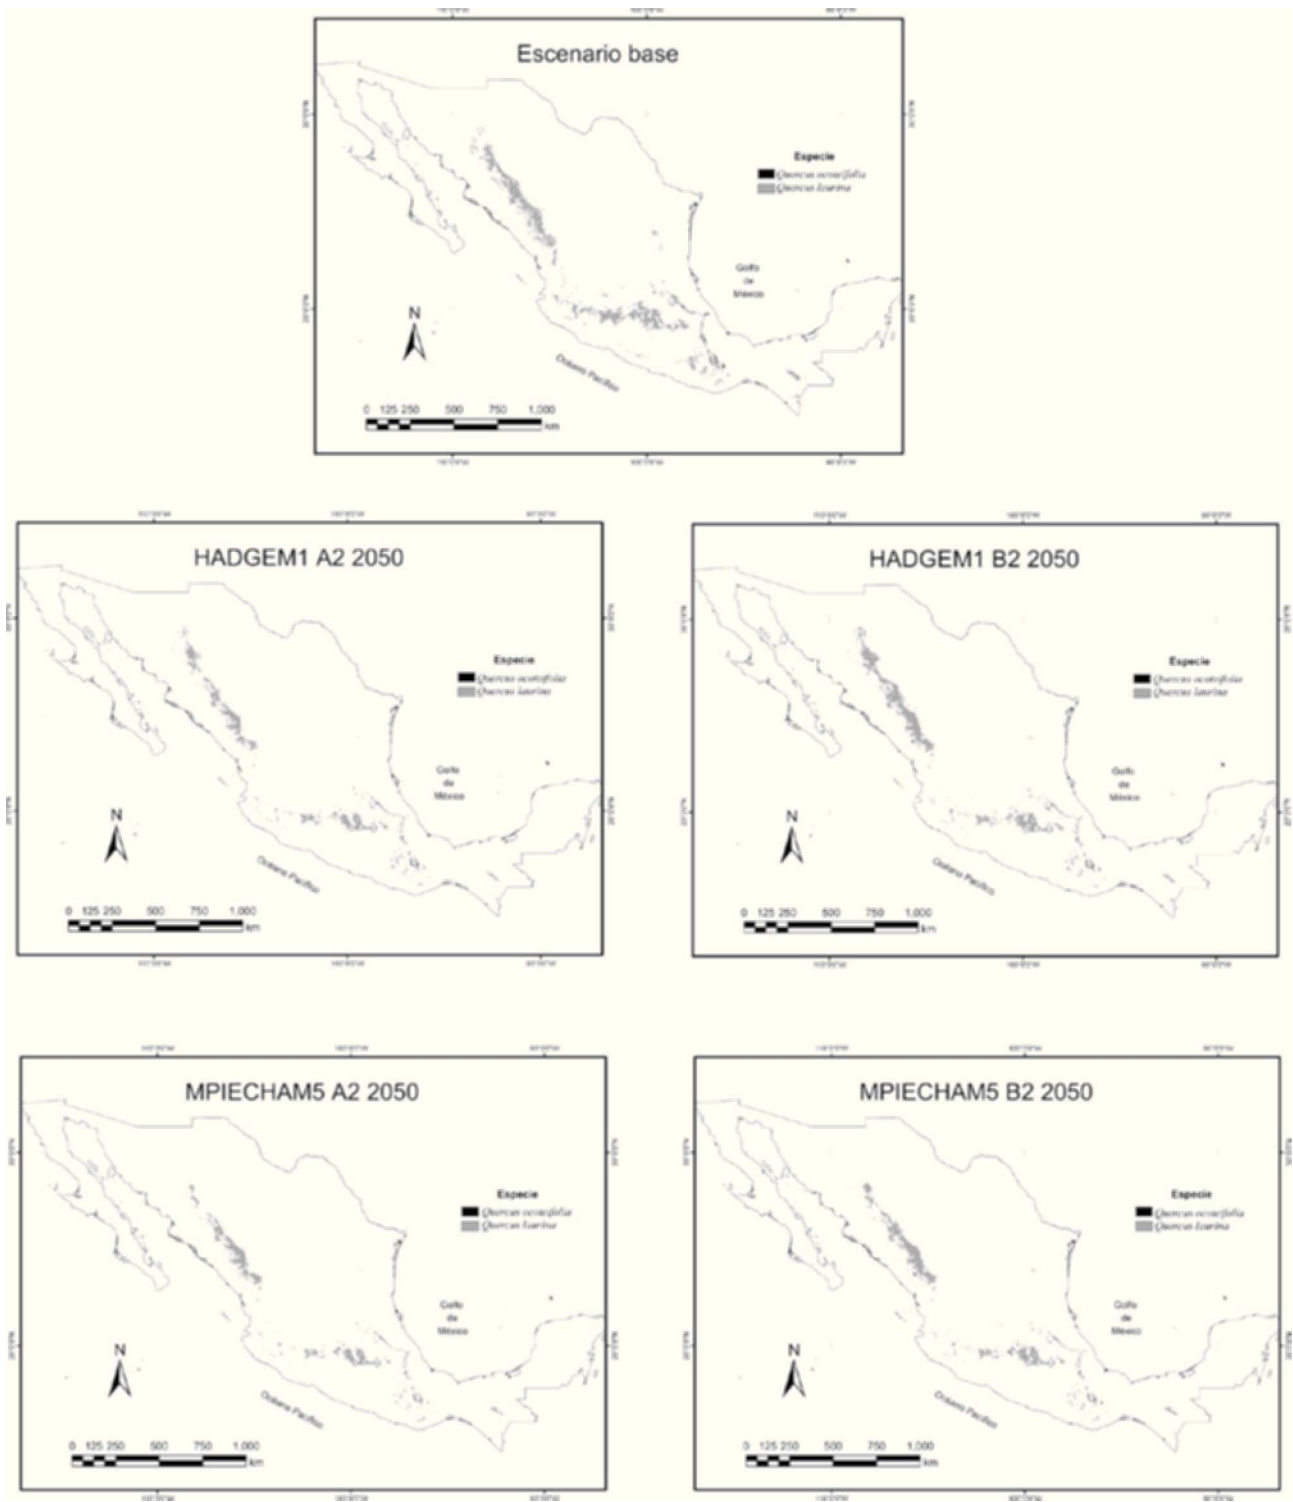 Escenario base
Especie
Quercus acutifolia
Quercus laurina
Golfo
de
México
N
Océano Pacífico
0 125 250 500 750 1,000
km
HADGEM1 A2 2050
Especie
Quercus acutifolia
Quercus laurina
Golfo
de
México
N
Océano Pacífico
0 125 250 500 750 1,000
km
HADGEM1 B2 2050
Especie
Quercus acutifolia
Quercus laurina
Golfo
de
México
N
Océano Pacífico
0 125 250 500 750 1,000
km
MPIECHAM5 A2 2050
Especie
Quercus acutifolia
Quercus laurina
Golfo
de
México
N
Océano Pacífico
0 125 250 500 750 1,000
km
MPIECHAM5 B2 2050
Especie
Quercus acutifolia
Quercus laurina
Golfo
de
México
N
Océano Pacífico
0 125 250 500 750 1,000
km